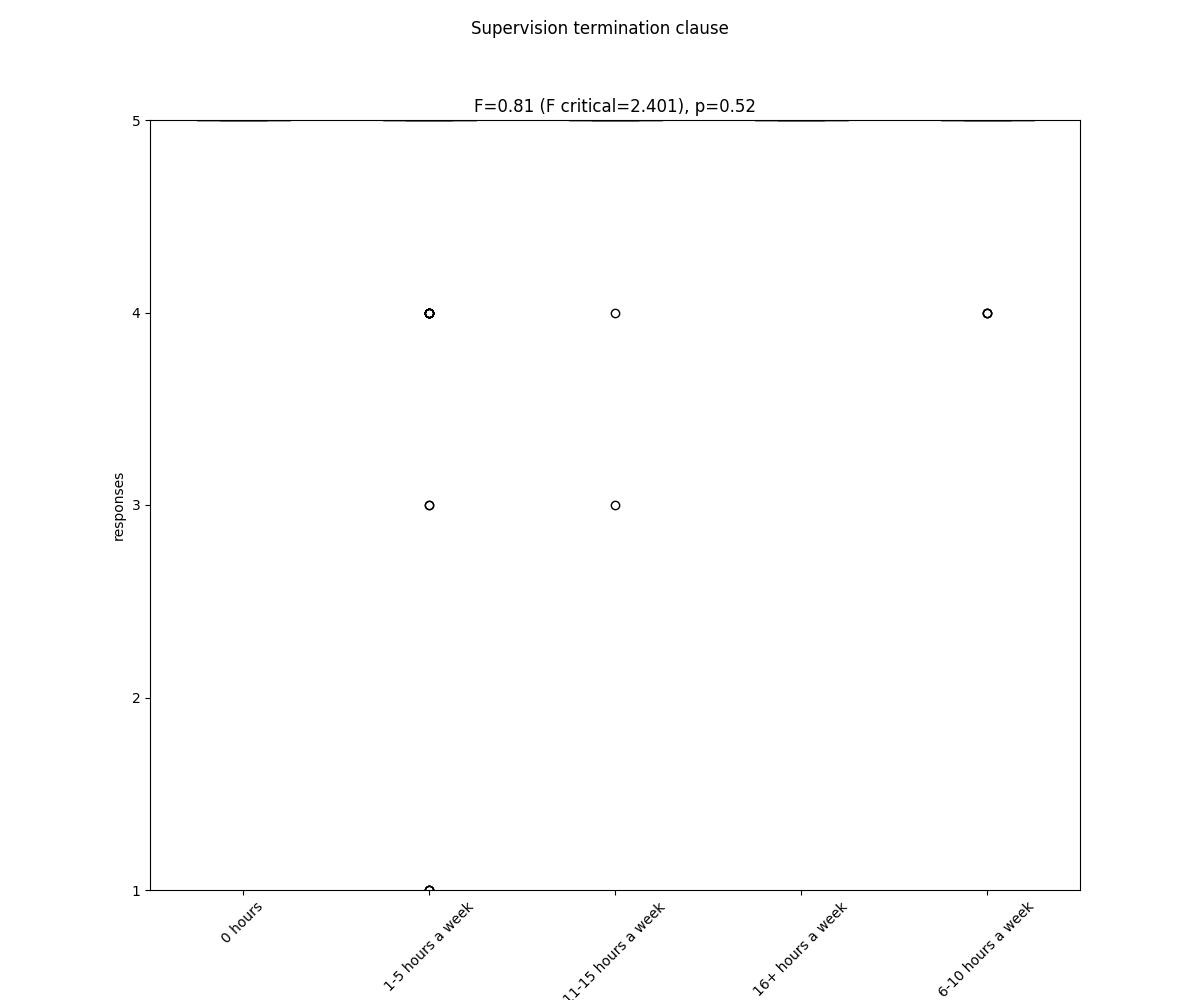 Supervision termination clause
F=0.81 (F critical=2.401), p=0.52
5
4
3
2
1
responses
0 hours
1-5 hours a week
11-15 hours a week
16+ hours a week
6-10 hours a week